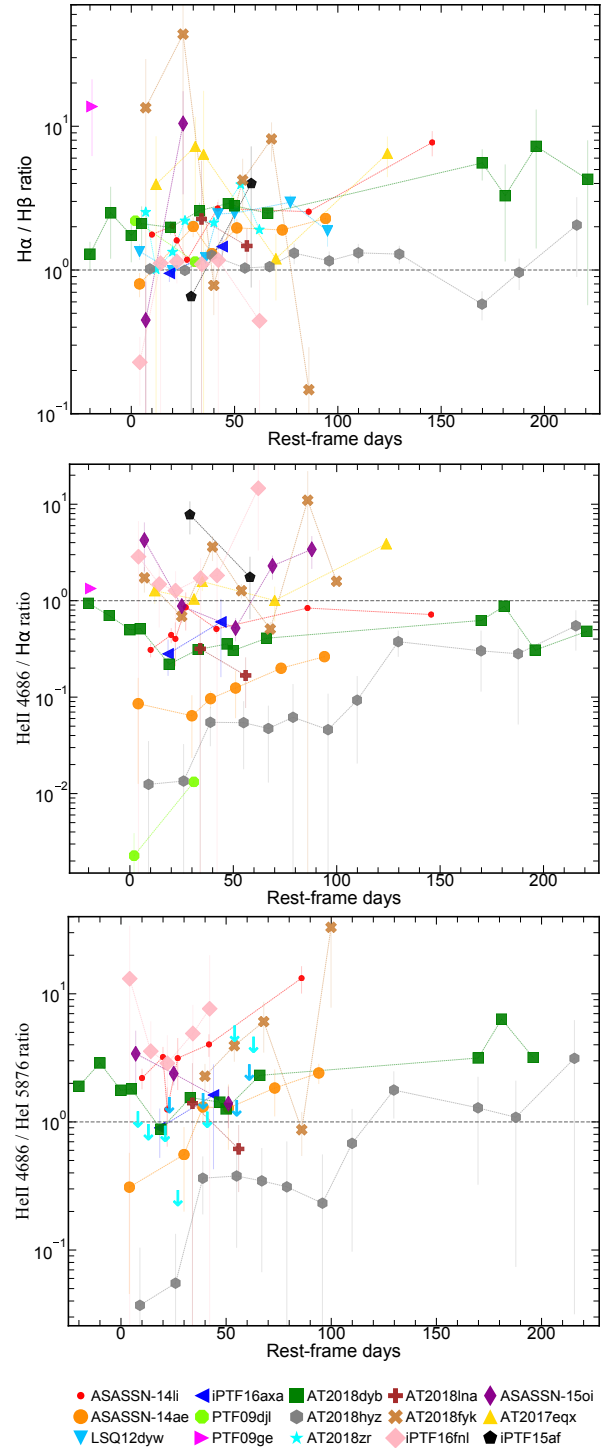 Hα / Hβ ratio
10¹
10⁰
10⁻¹
0 50 100 150 200
Rest-frame days
HeII 4686 / Hα ratio
10¹
10⁰
10⁻¹
10⁻²
0 50 100 150 200
Rest-frame days
HeII 4686 / HeI 5876 ratio
10¹
10⁰
10⁻¹
0 50 100 150 200
Rest-frame days
ASASSN-14li iPTF16axa AT2018dyb AT2018lna ASASSN-15oi
ASASSN-14ae PTF09djl AT2018hyz AT2018fyk AT2017eqx
LSQ12dyw PTF09ge AT2018zr iPTF16fnl iPTF15af